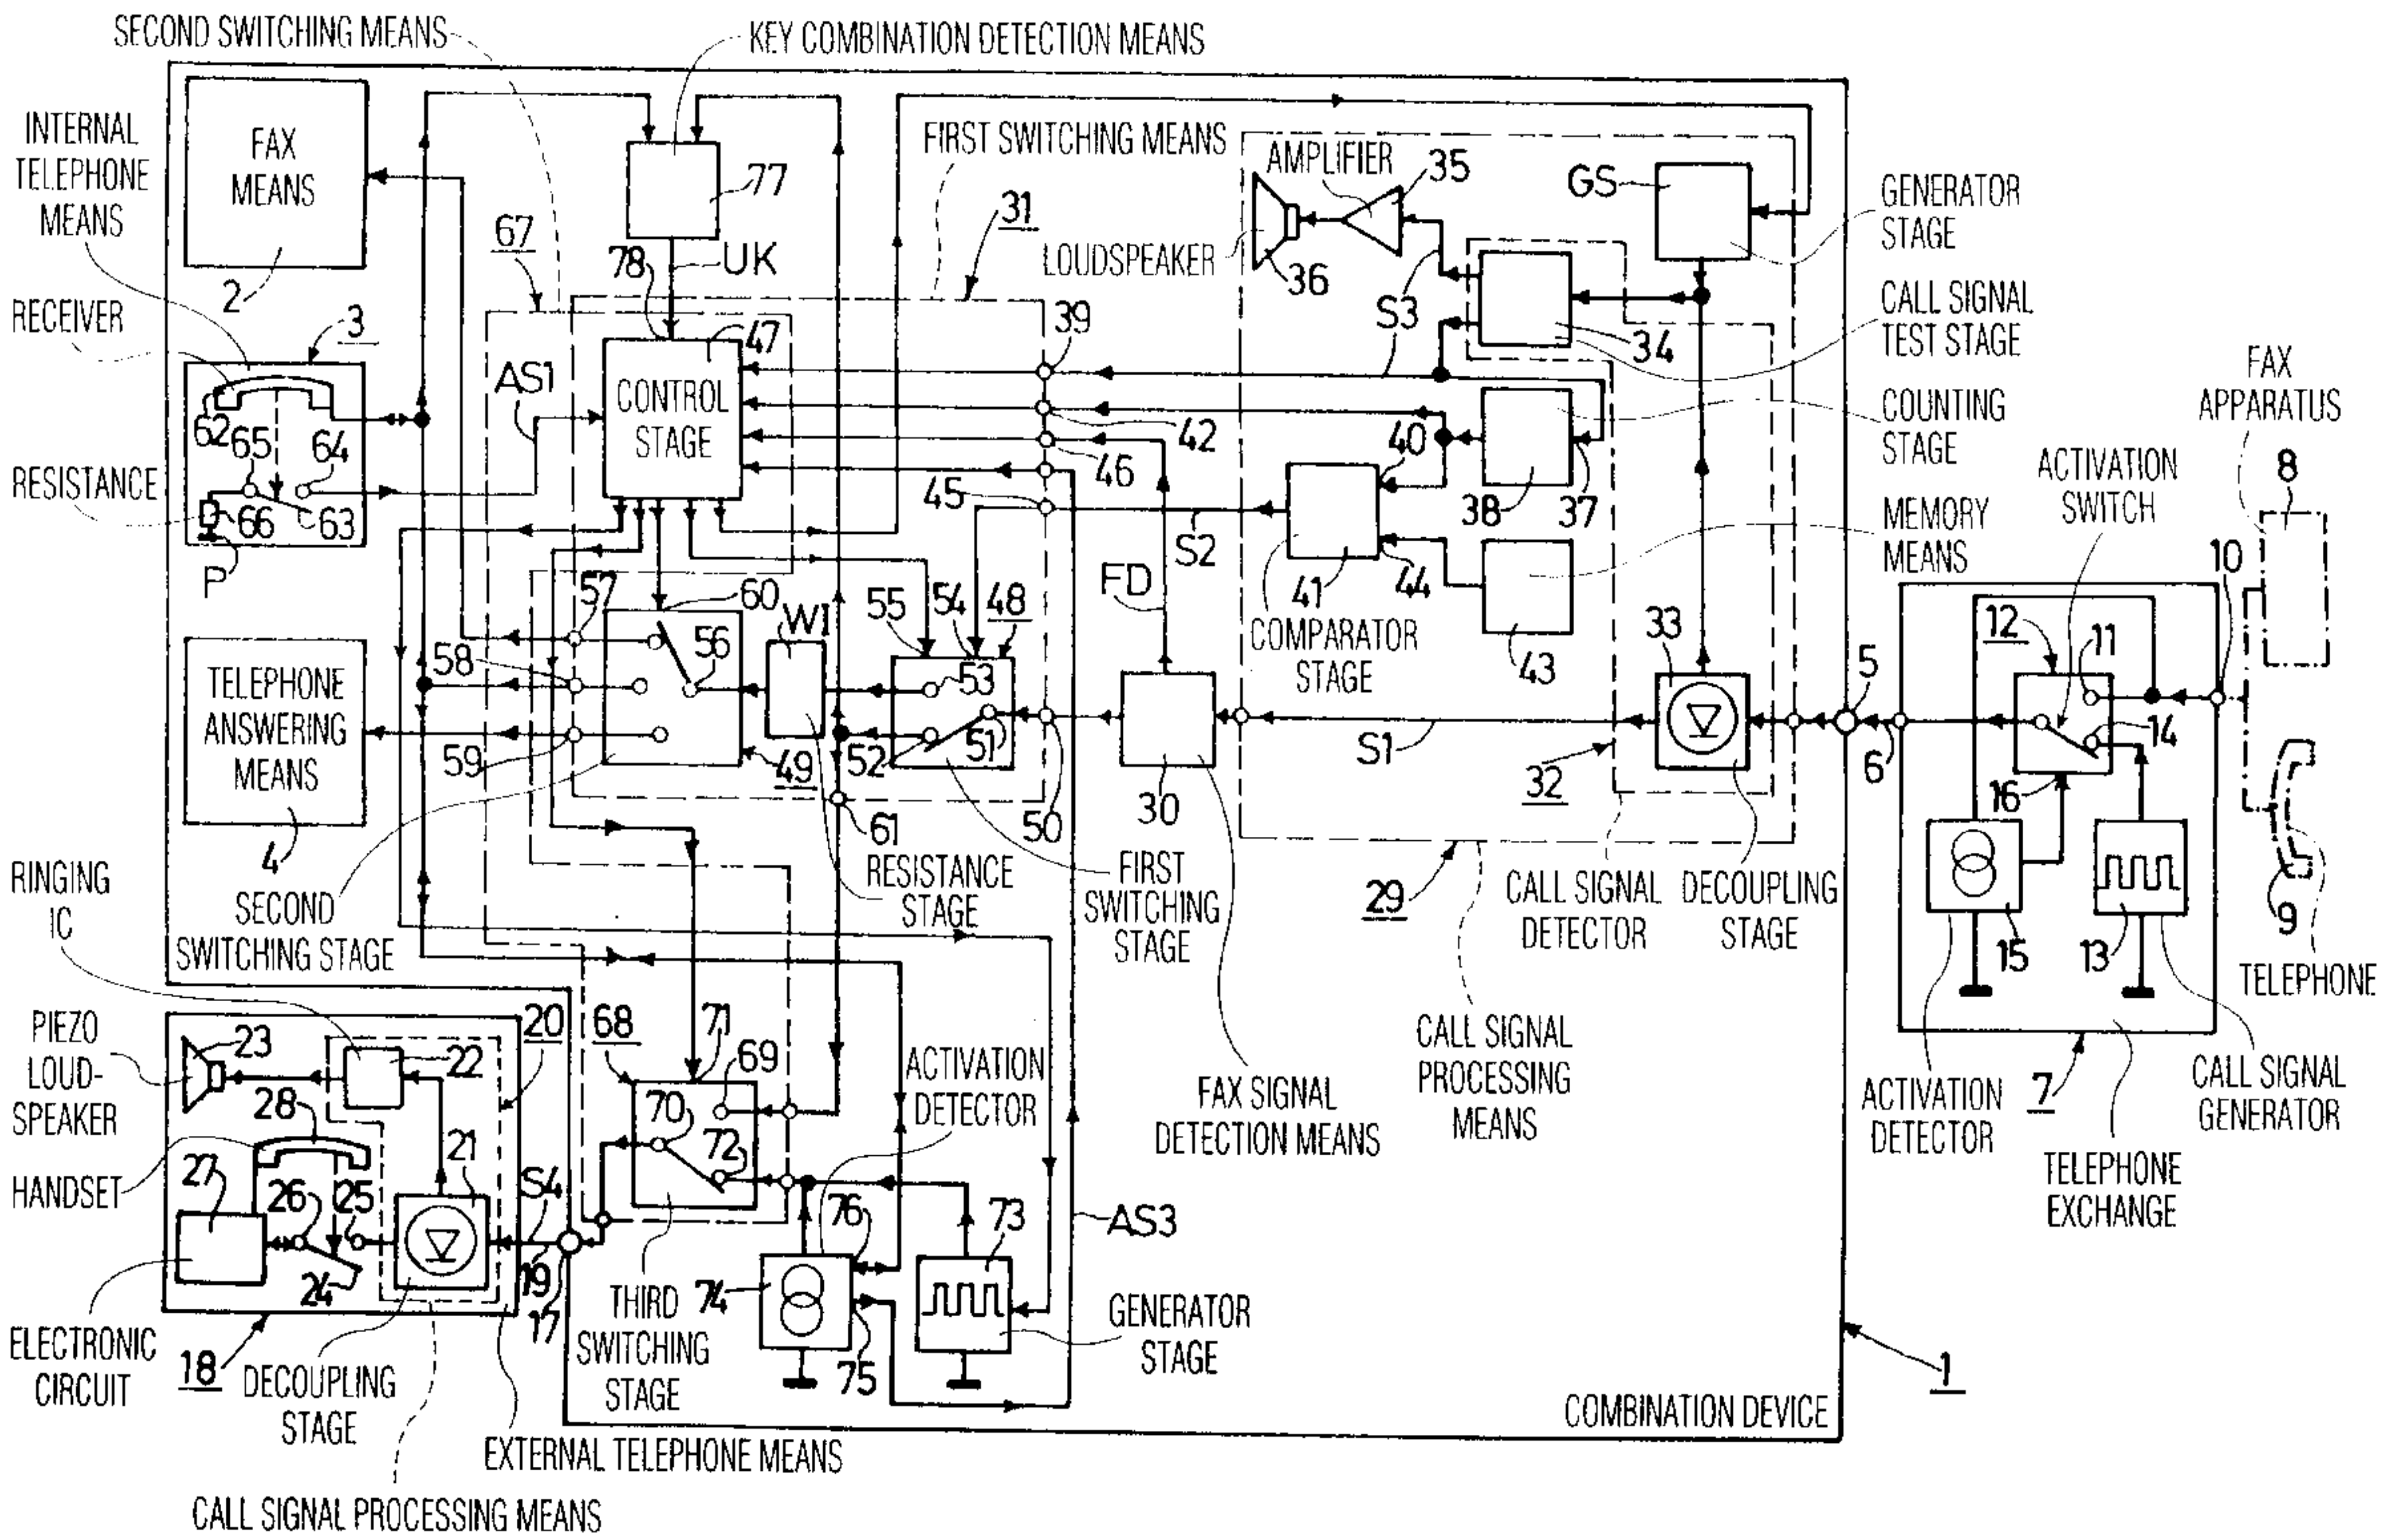 SECOND SWITCHING MEANS
KEY COMBINATION DETECTION MEANS
INTERNAL
TELEPHONE
MEANS
FAX
MEANS
2
77
UK
78
67
FIRST SWITCHING MEANS
31
AMPLIFIER
35
LOUDSPEAKER
36
GS
GENERATOR
STAGE
S3
34
CALL SIGNAL
TEST STAGE
RECEIVER
3
62
65
64
RESISTANCE
66
63
P
AS1
47
CONTROL
STAGE
39
42
46
45
40
38
37
COUNTING
STAGE
S2
41
44
43
MEMORY
MEANS
COMPARATOR
STAGE
FD
FAX
APPARATUS
8
ACTIVATION
SWITCH
10
TELEPHONE
ANSWERING
MEANS
4
57
58
59
60
56
49
WI
55
54
48
53
52
51
50
61
30
S1
33
32
5
6
12
11
14
16
15
13
9
TELEPHONE
RINGING
IC
SECOND
SWITCHING STAGE
RESISTANCE
STAGE
FIRST
SWITCHING
STAGE
29
CALL SIGNAL
DETECTOR
DECOUPLING
STAGE
PIEZO
LOUD-
SPEAKER
23
22
20
28
HANDSET
27
26
25
24
21
S4
19
17
68
71
69
70
72
ACTIVATION
DETECTOR
76
73
74
75
AS3
FAX SIGNAL
DETECTION MEANS
CALL SIGNAL
PROCESSING
MEANS
ACTIVATION
DETECTOR
7
CALL SIGNAL
GENERATOR
TELEPHONE
EXCHANGE
ELECTRONIC
CIRCUIT
18
DECOUPLING
STAGE
THIRD
SWITCHING
STAGE
GENERATOR
STAGE
1
COMBINATION DEVICE
EXTERNAL TELEPHONE MEANS
CALL SIGNAL PROCESSING MEANS